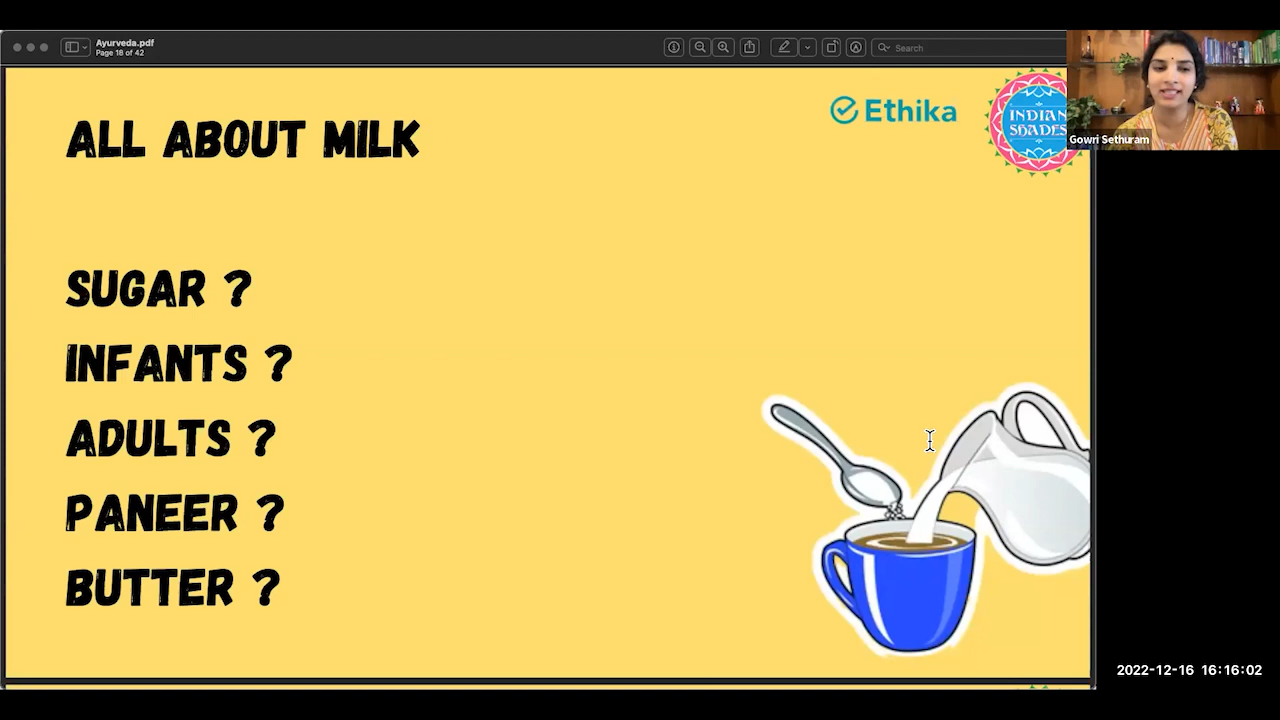 Ayurveda.pdf
Page 18 of 42
Search
ALL ABOUT MILK
Ethika
INDIAN
SHADES
Gowri Sethuram
SUGAR ?
INFANTS ?
ADULTS ?
PANEER ?
BUTTER ?
2022-12-16 16:16:02